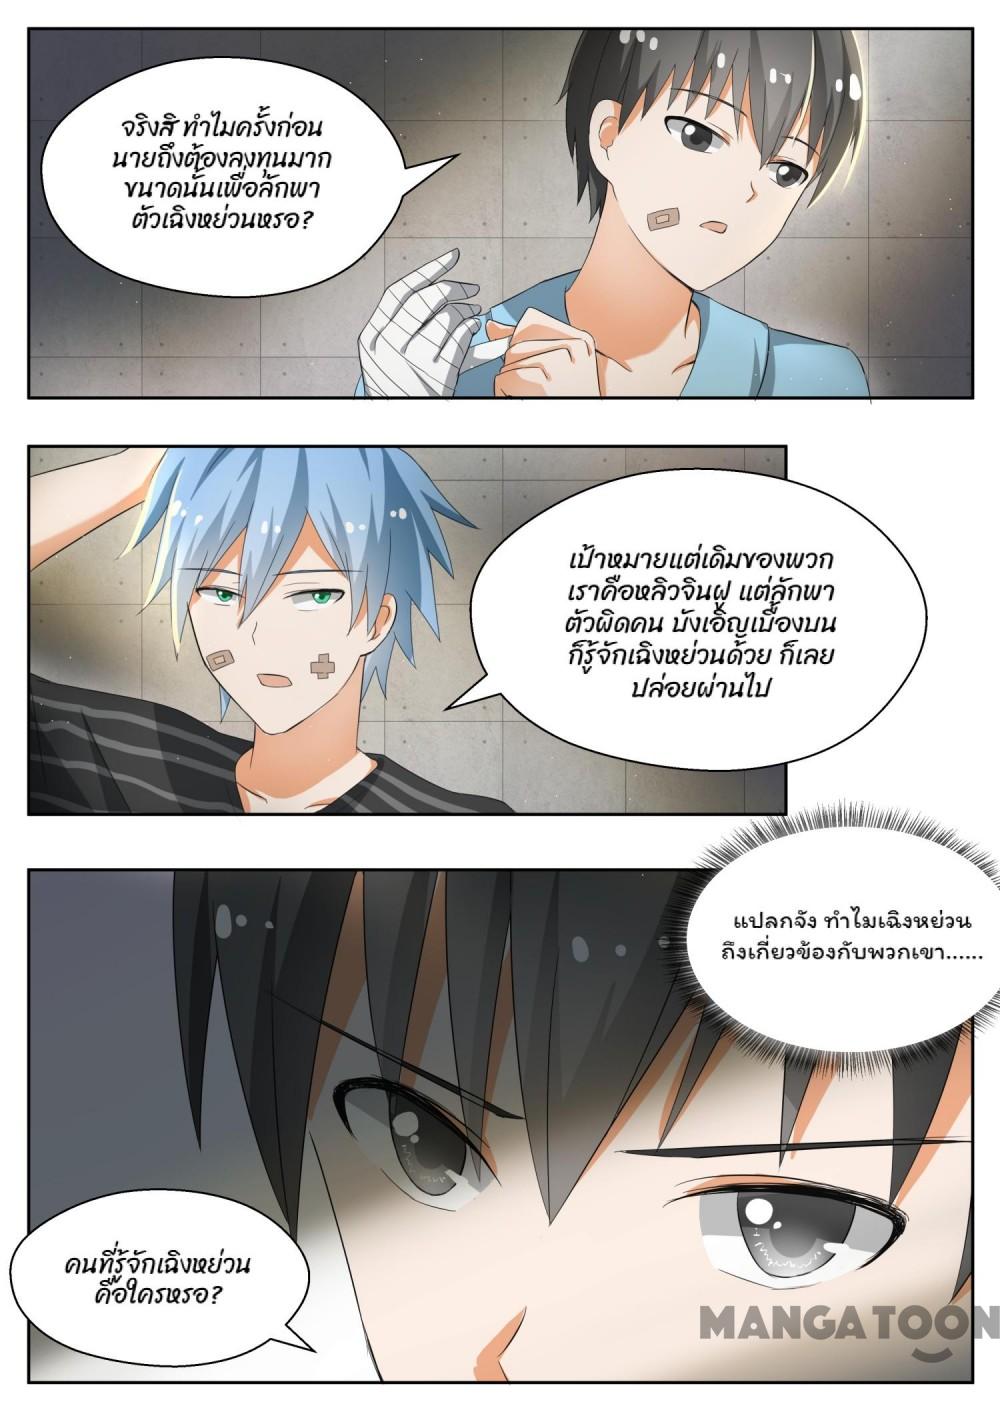 จริงสิ ทำไมครั้งก่อน
นายถึงต้องลงทุนมาก
ขนาดนั้นเพื่อลักพา
ตัวเฉิงหย่วนหรอ?
เป้าหมายแต่เดิมของพวก
เราคือหลิวจินฝู แต่ลักพา
ตัวผิดคน บังเอิญเบื้องบน
ก็รู้จักเฉิงหย่วนด้วย ก็เลย
ปล่อยผ่านไป
แปลกจัง ทำไมเฉิงหย่วน
ถึงเกี่ยวข้องกับพวกเขา......
คนที่รู้จักเฉิงหย่วน
คือใครหรอ?
MANGATOON